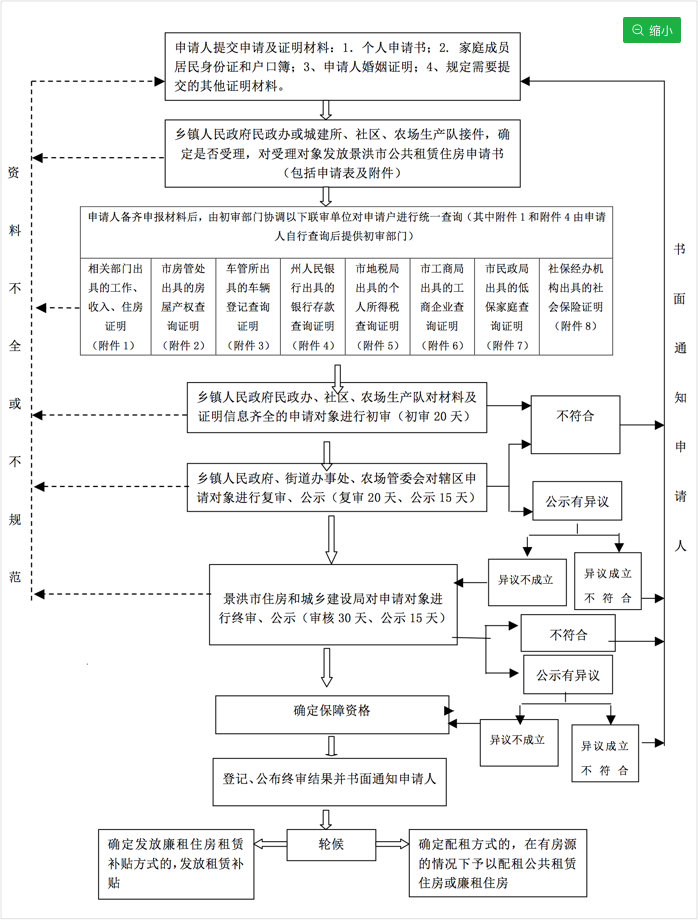 缩小
申请人提交申请及证明材料：1．个人申请书；2．家庭成员
居民身份证和户口簿；3、申请人婚姻证明；4、规定需要提
交的其他证明材料。
乡镇人民政府民政办或城建所、社区、农场生产队接件，确
定是否受理，对受理对象发放景洪市公共租赁住房申请书
（包括申请表及附件）
申请人备齐申报材料后，由初审部门协调以下联审单位对申请户进行统一查询（其中附件 1 和附件 4 由申请
人自行查询后提供初审部门）
相关部门出
具的工作、
收入、住房
证明
（附件 1）
市房管处
出具的房
屋产权查
询证明
（附件 2）
车管所出
具的车辆
登记查询
证明
（附件 3）
州人民银
行出具的
银行存款
查询证明
（附件 4）
市地税局
出具的个
人所得税
查询证明
（附件 5）
市工商局
出具的工
商企业查
询证明
（附件 6）
市民政局
出具的低
保家庭查
询证明
（附件 7）
社保经办机
构出具的社
会保险证明
（附件 8）
乡镇人民政府民政办、社区、农场生产队对材料及
证明信息齐全的申请对象进行初审（初审 20 天）
不符合
乡镇人民政府、街道办事处、农场管委会对辖区申
请对象进行复审、公示（复审 20 天、公示 15 天）
公示有异议
异议不成立
异议成立
不符合
景洪市住房和城乡建设局对申请对象进
行终审、公示（审核 30 天、公示 15 天）
不符合
公示有异议
确定保障资格
异议不成立
异议成立
不符合
登记、公布终审结果并书面通知申请人
轮候
确定发放廉租住房租赁
补贴方式的，发放租赁补
贴
确定配租方式的，在有房源
的情况下予以配租公共租赁
住房或廉租住房
资料不全或不规范
书面通知申请人